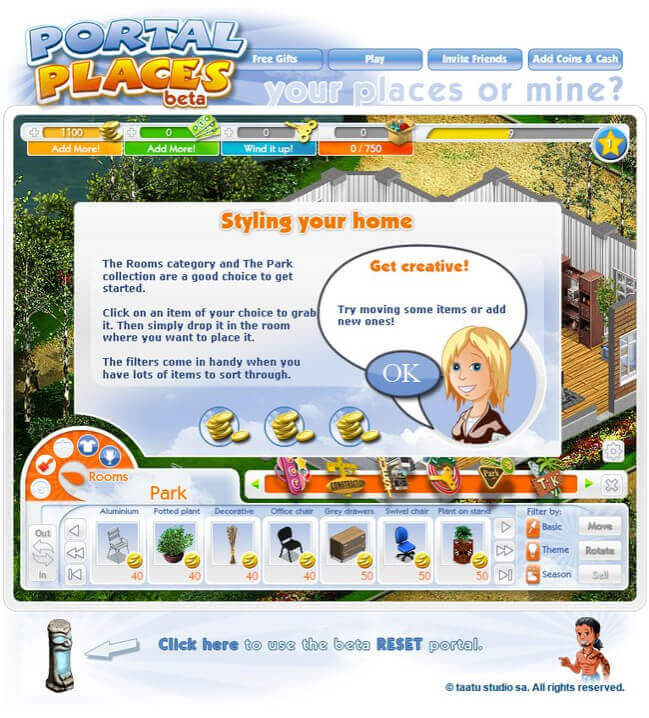 PORTAL
PLACES
beta
Free Gifts
Play
Invite Friends
Add Coins & Cash
your places or mine?
1100
0
0
0
9
1
Add More!
Add More!
Wind it up!
0 / 750
Styling your home
The Rooms category and The Park
collection are a good choice to get
started.
Click on an item of your choice to grab
it. Then simply drop it in the room
where you want to place it.
The filters come in handy when you
have lots of items to sort through.
Get creative!
Try moving some items or add
new ones!
OK
Rooms
Park
CONSTRUCTION
Park
T.K
Aluminium
Potted plant
Decorative
Office chair
Grey drawers
Swivel chair
Plant on stand
Filter by:
Out
In
Basic
Theme
Season
Move
Rotate
Sell
40
40
40
40
50
50
50
Click here to use the beta RESET portal.
© taatu studio sa. All rights reserved.